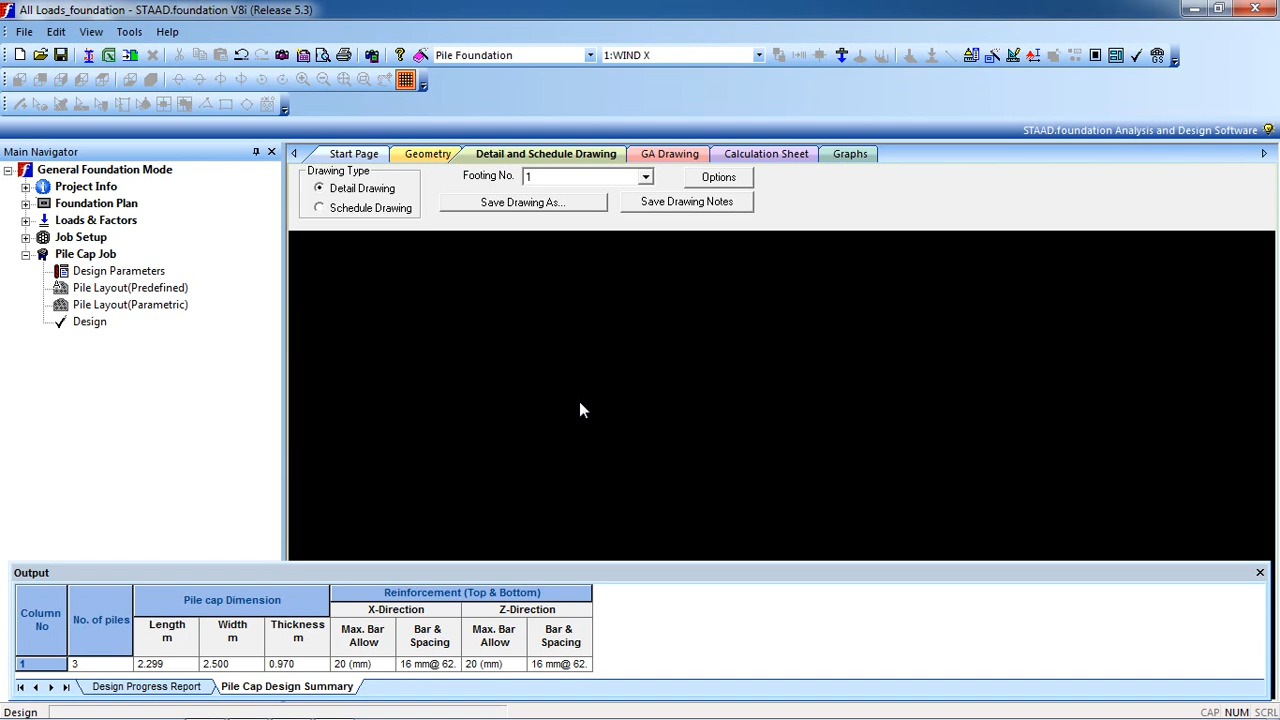 All Loads_foundation - STAAD.foundation V8i (Release 5.3)
File Edit View Tools Help
Pile Foundation 1:WIND X
STAAD.foundation Analysis and Design Software
Main Navigator
General Foundation Mode
Project Info
Foundation Plan
Loads & Factors
Job Setup
Pile Cap Job
Design Parameters
Pile Layout(Predefined)
Pile Layout(Parametric)
Design
Start Page Geometry Detail and Schedule Drawing GA Drawing Calculation Sheet Graphs
Drawing Type
Detail Drawing
Schedule Drawing
Footing No. 1 Options
Save Drawing As... Save Drawing Notes
Output
Column No No. of piles Pile cap Dimension Reinforcement (Top & Bottom)
X-Direction Z-Direction
Length m Width m Thickness m Max. Bar Allow Bar & Spacing Max. Bar Allow Bar & Spacing
1 3 2.299 2.500 0.970 20 (mm) 16 mm@ 62. 20 (mm) 16 mm@ 62.
Design Progress Report Pile Cap Design Summary
Design CAP NUM SCRL